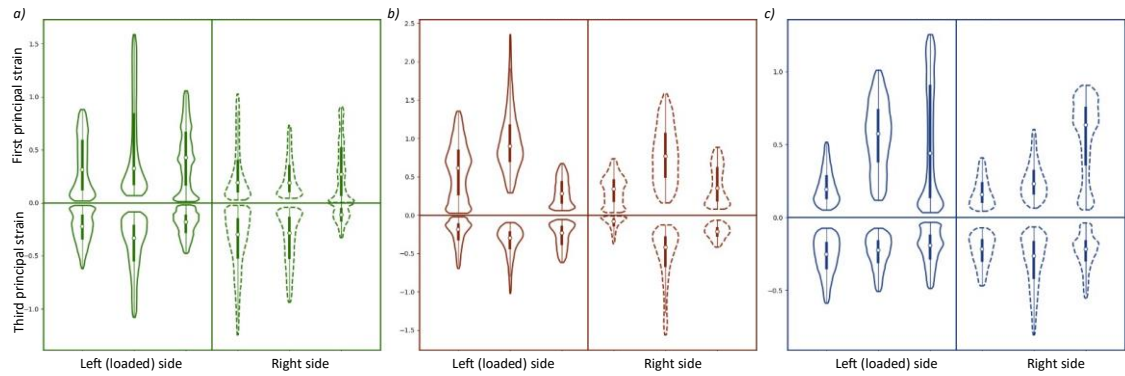 a)
First principal strain
Third principal strain
1.5
1.0
0.5
0.0
−0.5
−1.0
Left (loaded) side
Right side
b)
2.5
2.0
1.5
1.0
0.5
0.0
−0.5
−1.0
−1.5
Left (loaded) side
Right side
c)
1.0
0.5
0.0
−0.5
Left (loaded) side
Right side